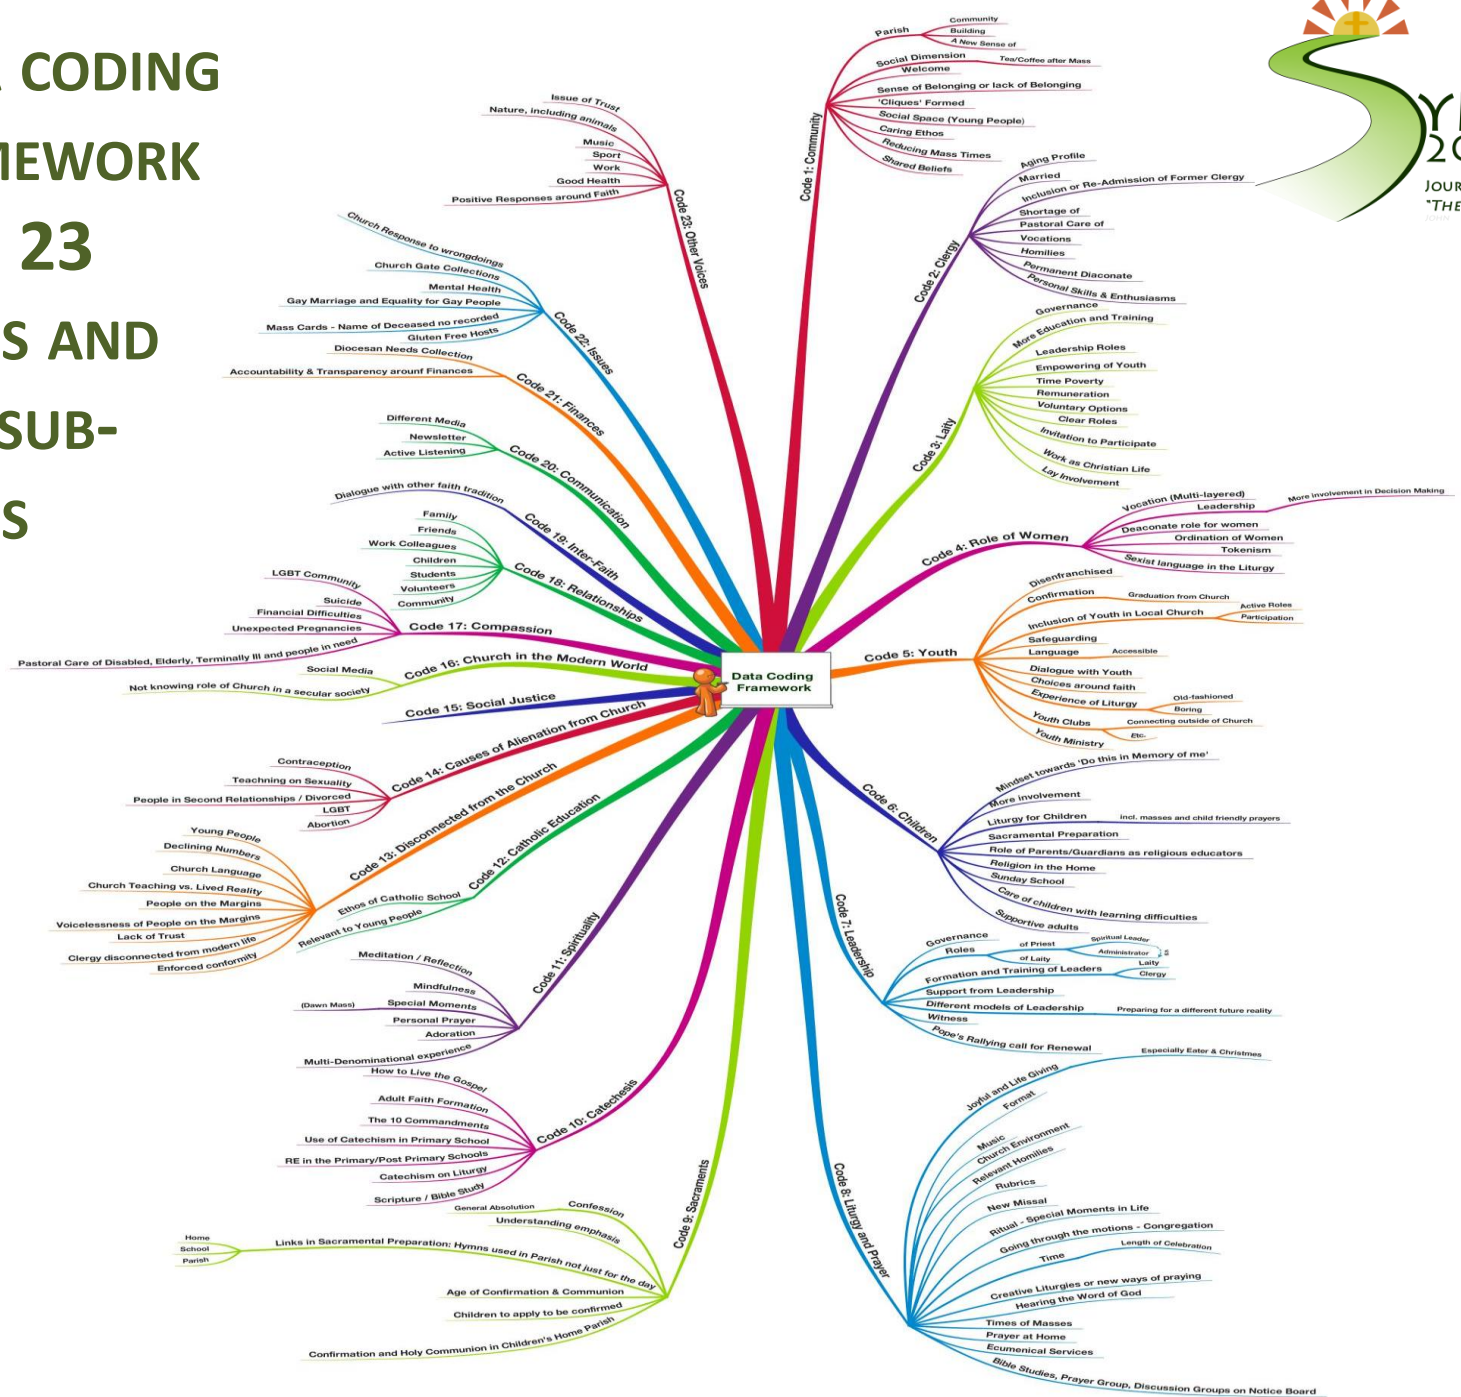 A CODING
MEWORK
23
S AND
SUB-
S
SY
20
JOUR
"THE
JOHN
Data Coding
Framework
Code 1: Community
Parish
Community
Building
A New Sense of
Social Dimension
Tea/Coffee after Mass
Welcome
Sense of Belonging or lack of Belonging
'Cliques' Formed
Social Space (Young People)
Caring Ethos
Reducing Mass Times
Shared Beliefs
Code 2: Clergy
Aging Profile
Married
Inclusion or Re-Admission of Former Clergy
Shortage of
Pastoral Care of
Vocations
Homilies
Permanent Diaconate
Personal Skills & Enthusiasms
Code 3: Laity
Governance
More Education and Training
Leadership Roles
Empowering of Youth
Time Poverty
Remuneration
Voluntary Options
Clear Roles
Invitation to Participate
Work as Christian Life
Lay Involvement
Code 4: Role of Women
Vocation (Multi-layered)
Leadership
More involvement in Decision Making
Deaconate role for women
Ordination of Women
Tokenism
Sexist language in the Liturgy
Code 5: Youth
Disenfranchised
Confirmation
Graduation from Church
Inclusion of Youth in Local Church
Active Roles
Participation
Safeguarding
Language
Accessible
Dialogue with Youth
Choices around faith
Experience of Liturgy
Old-fashioned
Boring
Youth Clubs
Connecting outside of Church
Etc.
Youth Ministry
Code 6: Children
Mindset towards 'Do this in Memory of me'
More involvement
Liturgy for Children
incl. masses and child friendly prayers
Sacramental Preparation
Role of Parents/Guardians as religious educators
Religion in the Home
Sunday School
Care of children with learning difficulties
Supportive adults
Code 7: Leadership
Governance
Roles
of Priest
Spiritual Leader
Administrator
of Laity
Formation and Training of Leaders
Laity
Clergy
Support from Leadership
Different models of Leadership
Preparing for a different future reality
Witness
Pope's Rallying call for Renewal
Code 8: Liturgy and Prayer
Joyful and Life Giving
Especially Eater & Christmes
Format
Music
Church Environment
Relevant Homilies
Rubrics
New Missal
Ritual - Special Moments in Life
Going through the motions - Congregation
Time
Length of Celebration
Creative Liturgies or new ways of praying
Hearing the Word of God
Times of Masses
Prayer at Home
Ecumenical Services
Bible Studies, Prayer Group, Discussion Groups on Notice Board
Code 9: Sacraments
Confession
General Absolution
Understanding emphasis
Links in Sacramental Preparation: Hymns used in Parish not just for the day
Home
School
Parish
Age of Confirmation & Communion
Children to apply to be confirmed
Confirmation and Holy Communion in Children's Home Parish
Code 10: Catechesis
How to Live the Gospel
Adult Faith Formation
The 10 Commandments
Use of Catechism in Primary School
RE in the Primary/Post Primary Schools
Catechism on Liturgy
Scripture / Bible Study
Code 11: Spirituality
Meditation / Reflection
Mindfulness
Special Moments
(Dawn Mass)
Personal Prayer
Adoration
Multi-Denominational experience
Code 12: Catholic Education
Ethos of Catholic School
Relevant to Young People
Code 13: Disconnected from the Church
Young People
Declining Numbers
Church Language
Church Teaching vs. Lived Reality
People on the Margins
Voicelessness of People on the Margins
Lack of Trust
Clergy disconnected from modern life
Enforced conformity
Code 14: Causes of Alienation from Church
Contraception
Teachning on Sexuality
People in Second Relationships / Divorced
LGBT
Abortion
Code 15: Social Justice
Code 16: Church in the Modern World
Social Media
Not knowing role of Church in a secular society
Code 17: Compassion
LGBT Community
Suicide
Financial Difficulties
Unexpected Pregnancies
Pastoral Care of Disabled, Elderly, Terminally Ill and people in need
Code 18: Relationships
Family
Friends
Work Colleagues
Children
Students
Volunteers
Community
Code 19: Inter-Faith
Dialogue with other faith tradition
Code 20: Communication
Different Media
Newsletter
Active Listening
Code 21: Finances
Diocesan Needs Collection
Accountability & Transparency arounf Finances
Code 22: Issues
Church Response to wrongdoings
Church Gate Collections
Mental Health
Gay Marriage and Equality for Gay People
Mass Cards - Name of Deceased no recorded
Gluten Free Hosts
Code 23: Other Voices
Issue of Trust
Nature, including animals
Music
Sport
Work
Good Health
Positive Responses around Faith